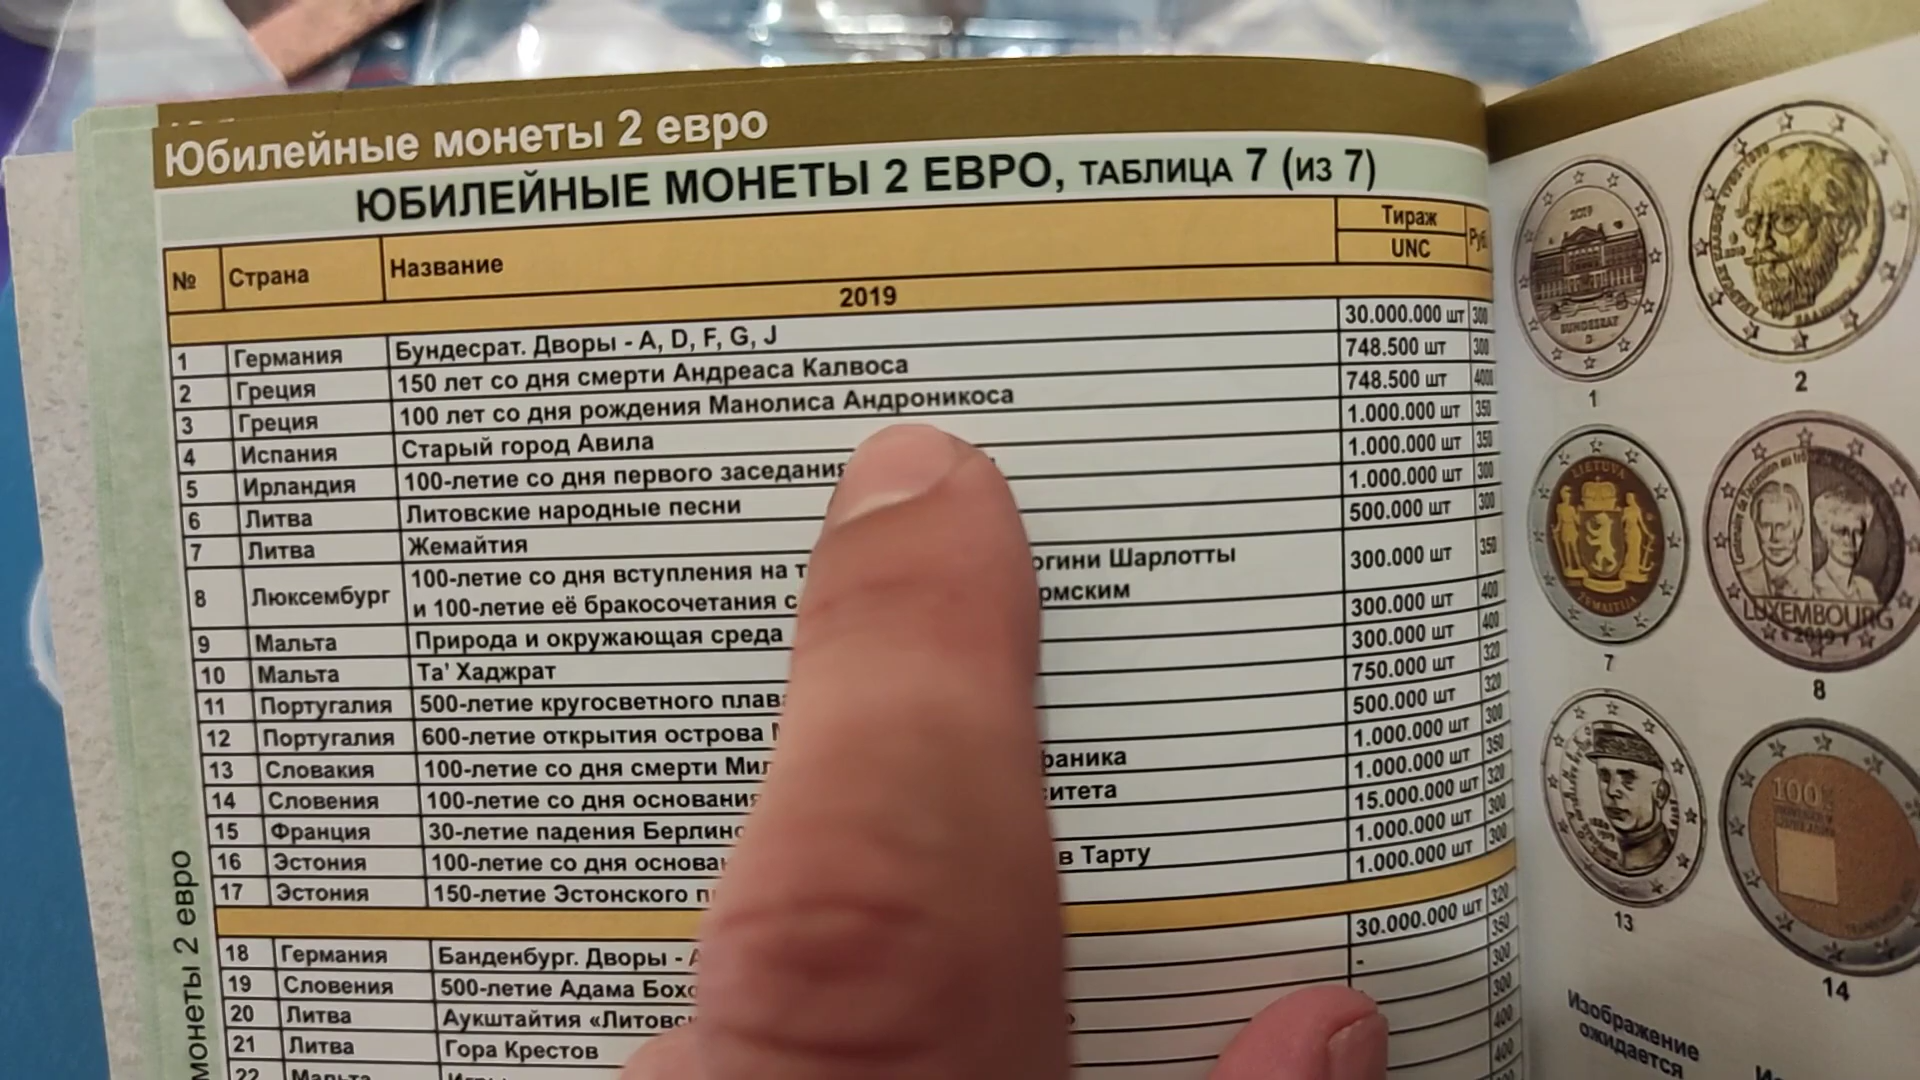 Юбилейные монеты 2 евро
ЮБИЛЕЙНЫЕ МОНЕТЫ 2 ЕВРО, ТАБЛИЦА 7 (ИЗ 7)
№ Страна Название Тираж UNC Руб
2019
1 Германия Бундесрат. Дворы - A, D, F, G, J 30.000.000 шт 300
2 Греция 150 лет со дня смерти Андреаса Калвоса 748.500 шт 300
3 Греция 100 лет со дня рождения Манолиса Андроникоса 748.500 шт 4000
4 Испания Старый город Авила 1.000.000 шт 350
5 Ирландия 100-летие со дня первого заседания 1.000.000 шт 350
6 Литва Литовские народные песни 1.000.000 шт 300
7 Литва Жемайтия 500.000 шт 300
8 Люксембург 100-летие со дня вступления на т огини Шарлотты 300.000 шт 350
и 100-летие её бракосочетания с рмским
9 Мальта Природа и окружающая среда 300.000 шт 400
10 Мальта Та' Хаджрат 300.000 шт 400
11 Португалия 500-летие кругосветного плава 750.000 шт 320
12 Португалия 600-летие открытия острова 500.000 шт 320
13 Словакия 100-летие со дня смерти Мил раника 1.000.000 шт 300
14 Словения 100-летие со дня основания ситета 1.000.000 шт 350
15 Франция 30-летие падения Берлинс 15.000.000 шт 320
16 Эстония 100-летие со дня основан в Тарту 1.000.000 шт 300
17 Эстония 150-летие Эстонского п 1.000.000 шт 300
18 Германия Банденбург. Дворы - 30.000.000 шт 320
19 Словения 500-летие Адама Бохо - 350
20 Литва Аукштайтия «Литовс » 300
21 Литва Гора Крестов 300
22 Мальта 400
400
монеты 2 евро
2019
BUNDESRAT
D
1
2
LIETUVA
ŽEMAITIJA
7
LUXEMBOURG
2019
8
13
100
14
Изображение
ожидается